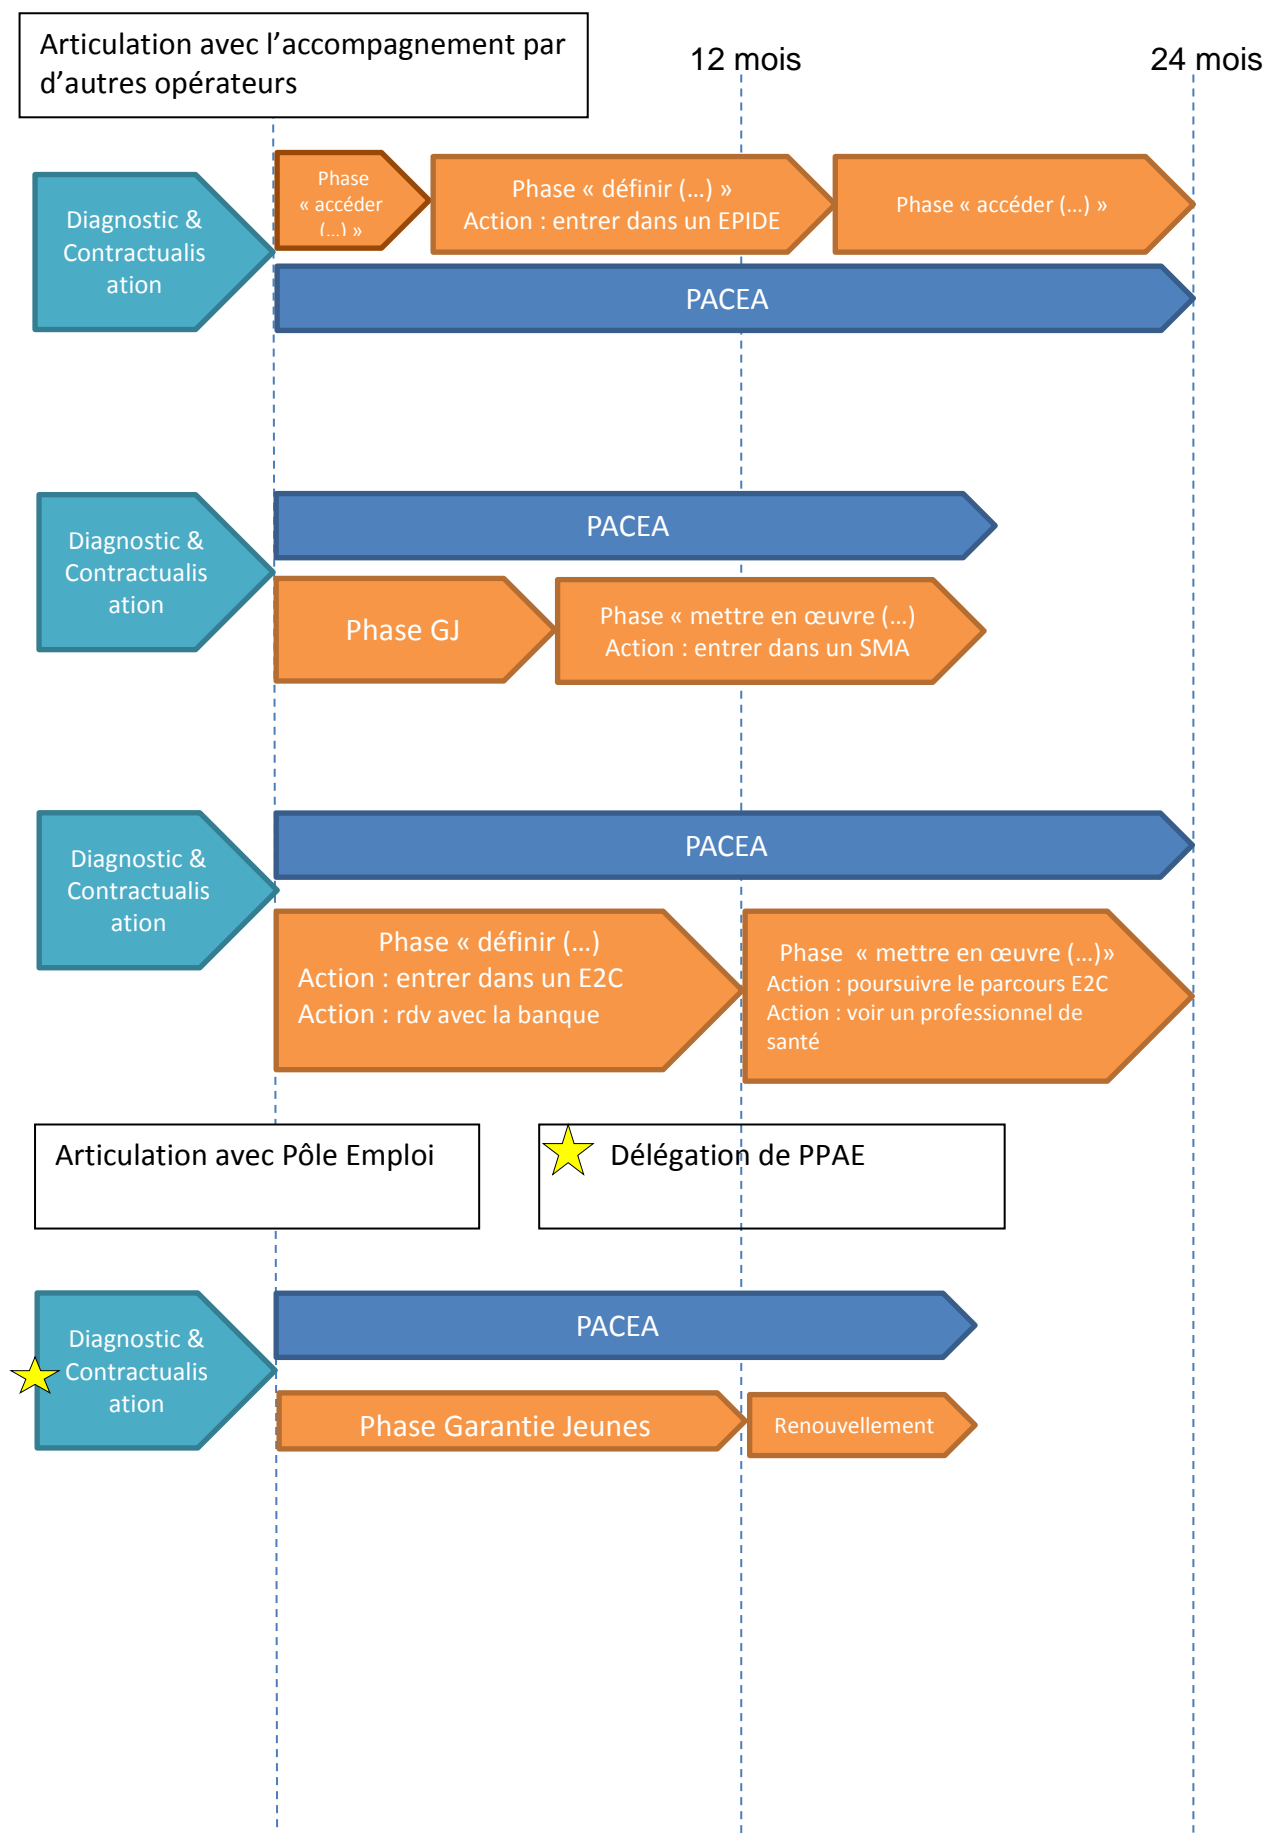 Articulation avec l’accompagnement par
d’autres opérateurs
12 mois
24 mois
Diagnostic &
Contractualis
ation
Phase
« accéder
(...) »
Phase « définir (...) »
Action : entrer dans un EPIDE
Phase « accéder (...) »
PACEA
Diagnostic &
Contractualis
ation
PACEA
Phase GJ
Phase « mettre en œuvre (...)
Action : entrer dans un SMA
Diagnostic &
Contractualis
ation
PACEA
Phase « définir (...)
Action : entrer dans un E2C
Action : rdv avec la banque
Phase « mettre en œuvre (...)»
Action : poursuivre le parcours E2C
Action : voir un professionnel de
santé
Articulation avec Pôle Emploi
Délégation de PPAE
Diagnostic &
Contractualis
ation
PACEA
Phase Garantie Jeunes
Renouvellement